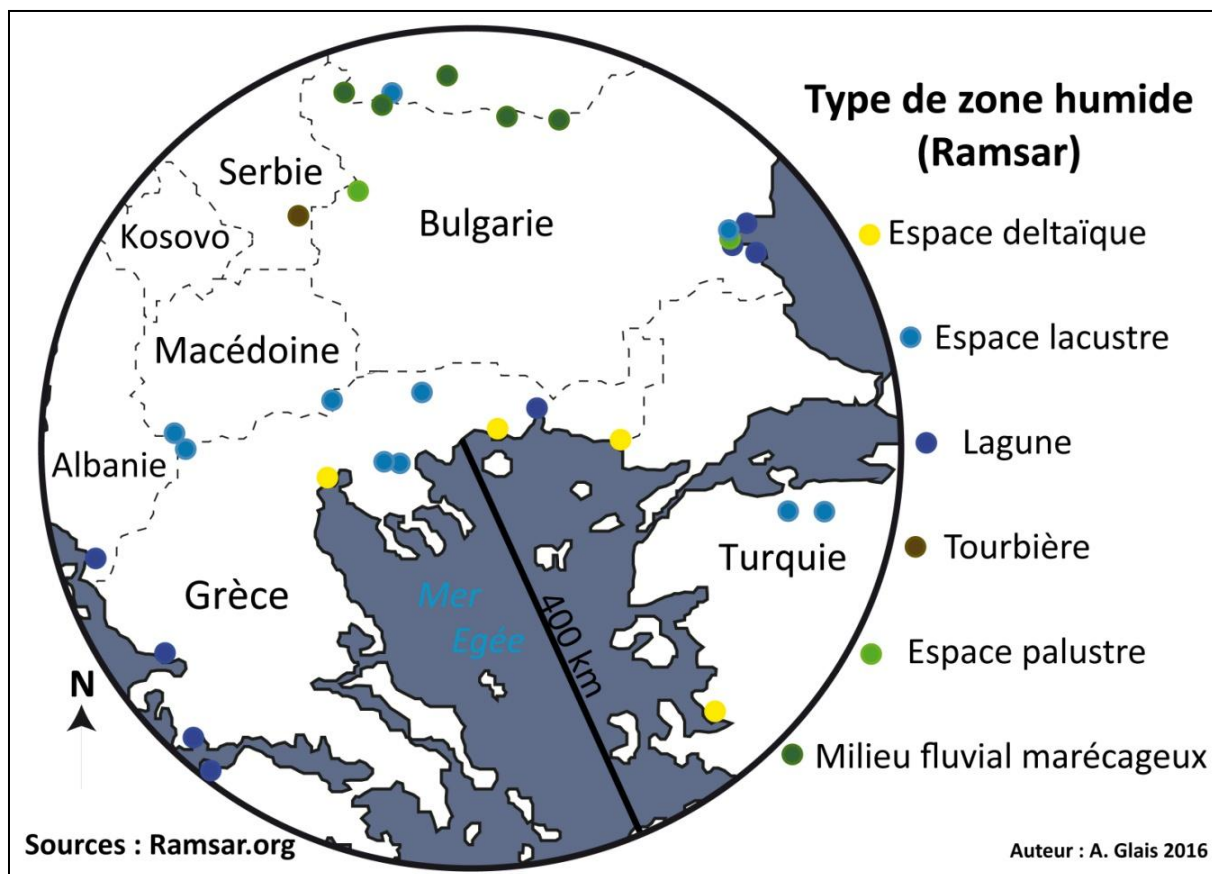 Type de zone humide
(Ramsar)
Espace deltaïque
Espace lacustre
Lagune
Tourbière
Espace palustre
Milieu fluvial marécageux
Serbie
Kosovo
Bulgarie
Macédoine
Albanie
Grèce
Turquie
Mer
Egée
400 km
N
Sources : Ramsar.org
Auteur : A. Glais 2016